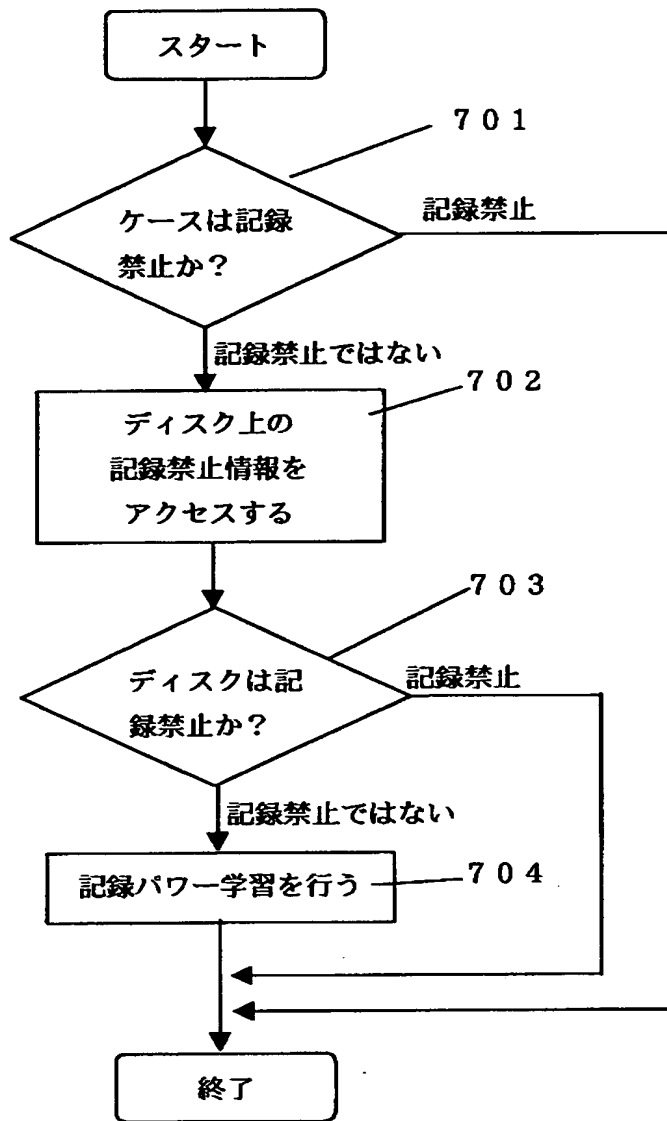 スタート
701
ケースは記録
禁止か？
記録禁止
記録禁止ではない
702
ディスク上の
記録禁止情報を
アクセスする
703
ディスクは記
録禁止か？
記録禁止
記録禁止ではない
記録パワー学習を行う
704
終了